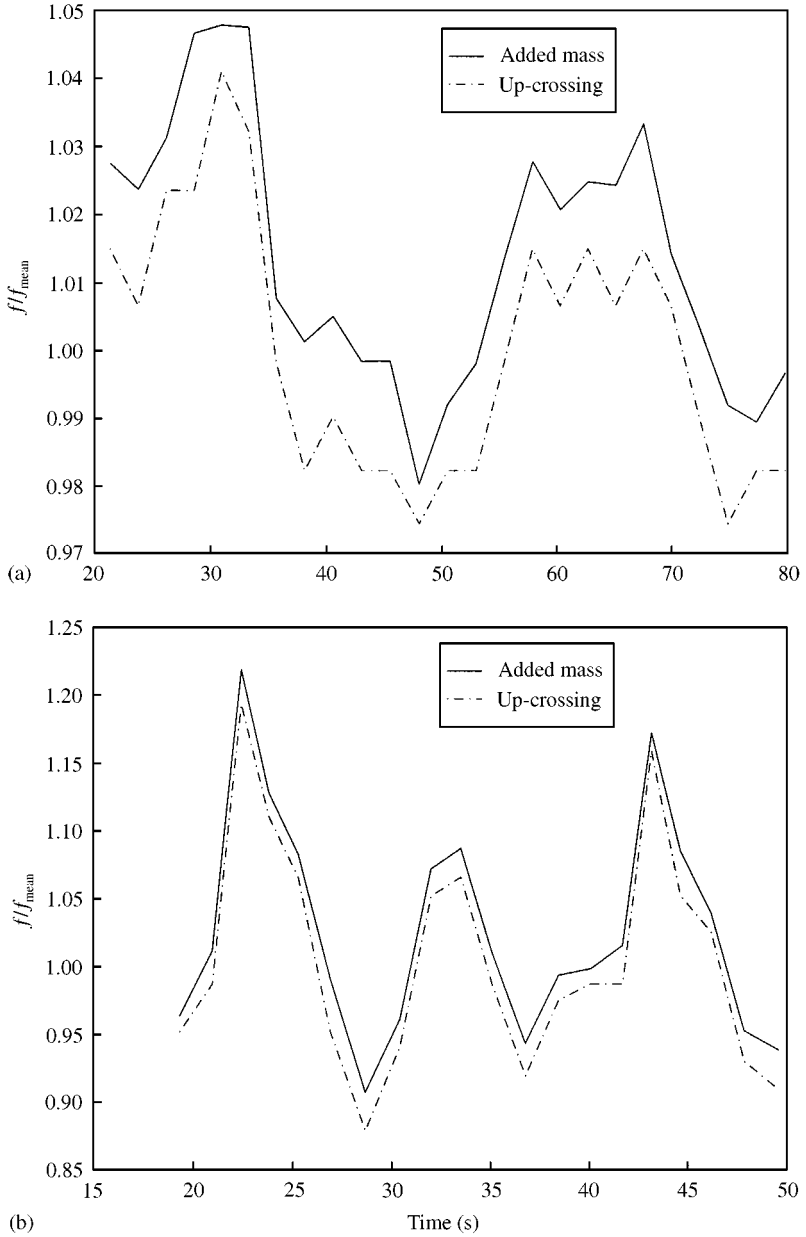 1.05
1.04
1.03
1.02
1.01
1.00
0.99
0.98
0.97
f/fmean
Added mass
Up-crossing
(a)
20 30 40 50 60 70 80
1.25
1.20
1.15
1.10
1.05
1.00
0.95
0.90
0.85
f/fmean
Added mass
Up-crossing
15 20 25 30 35 40 45 50
(b)
Time (s)